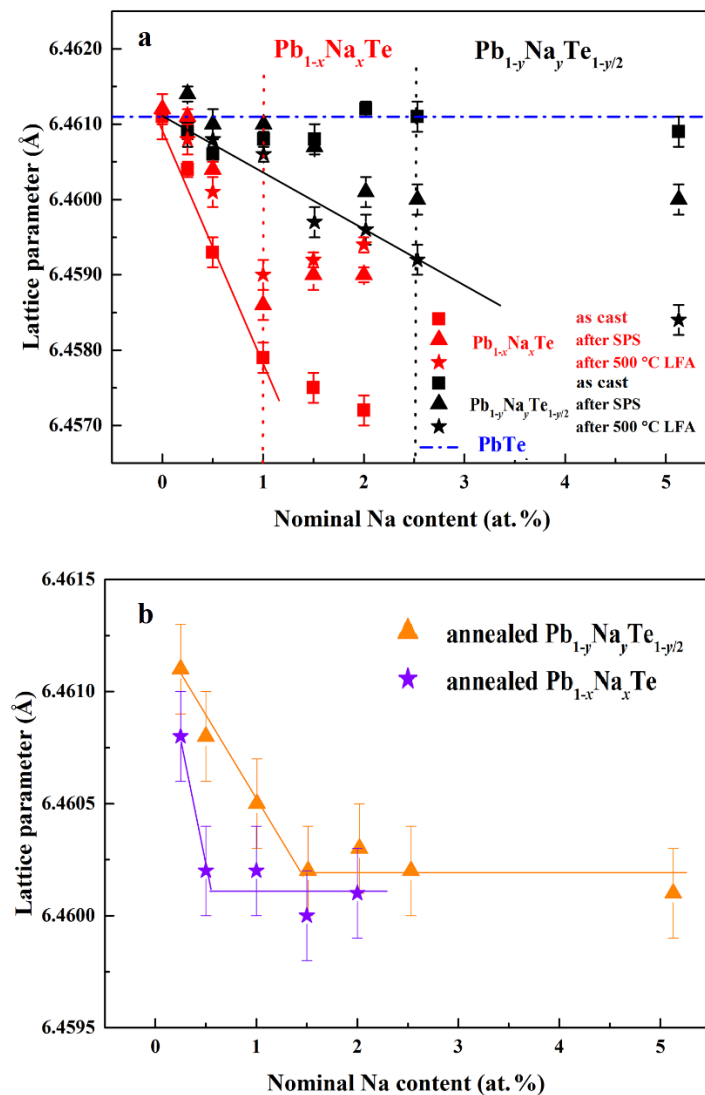 a
Pb1-xNaxTe
Pb1-yNayTe1-y/2
6.4620
6.4610
6.4600
6.4590
6.4580
6.4570
Lattice parameter (Å)
as cast
Pb1-xNaxTe
after SPS
after 500 °C LFA
as cast
Pb1-yNayTe1-y/2
after SPS
after 500 °C LFA
PbTe
0 1 2 3 4 5
Nominal Na content (at.%)
b
6.4615
6.4610
6.4605
6.4600
6.4595
Lattice parameter (Å)
annealed Pb1-yNayTe1-y/2
annealed Pb1-xNaxTe
0 1 2 3 4 5
Nominal Na content (at.%)